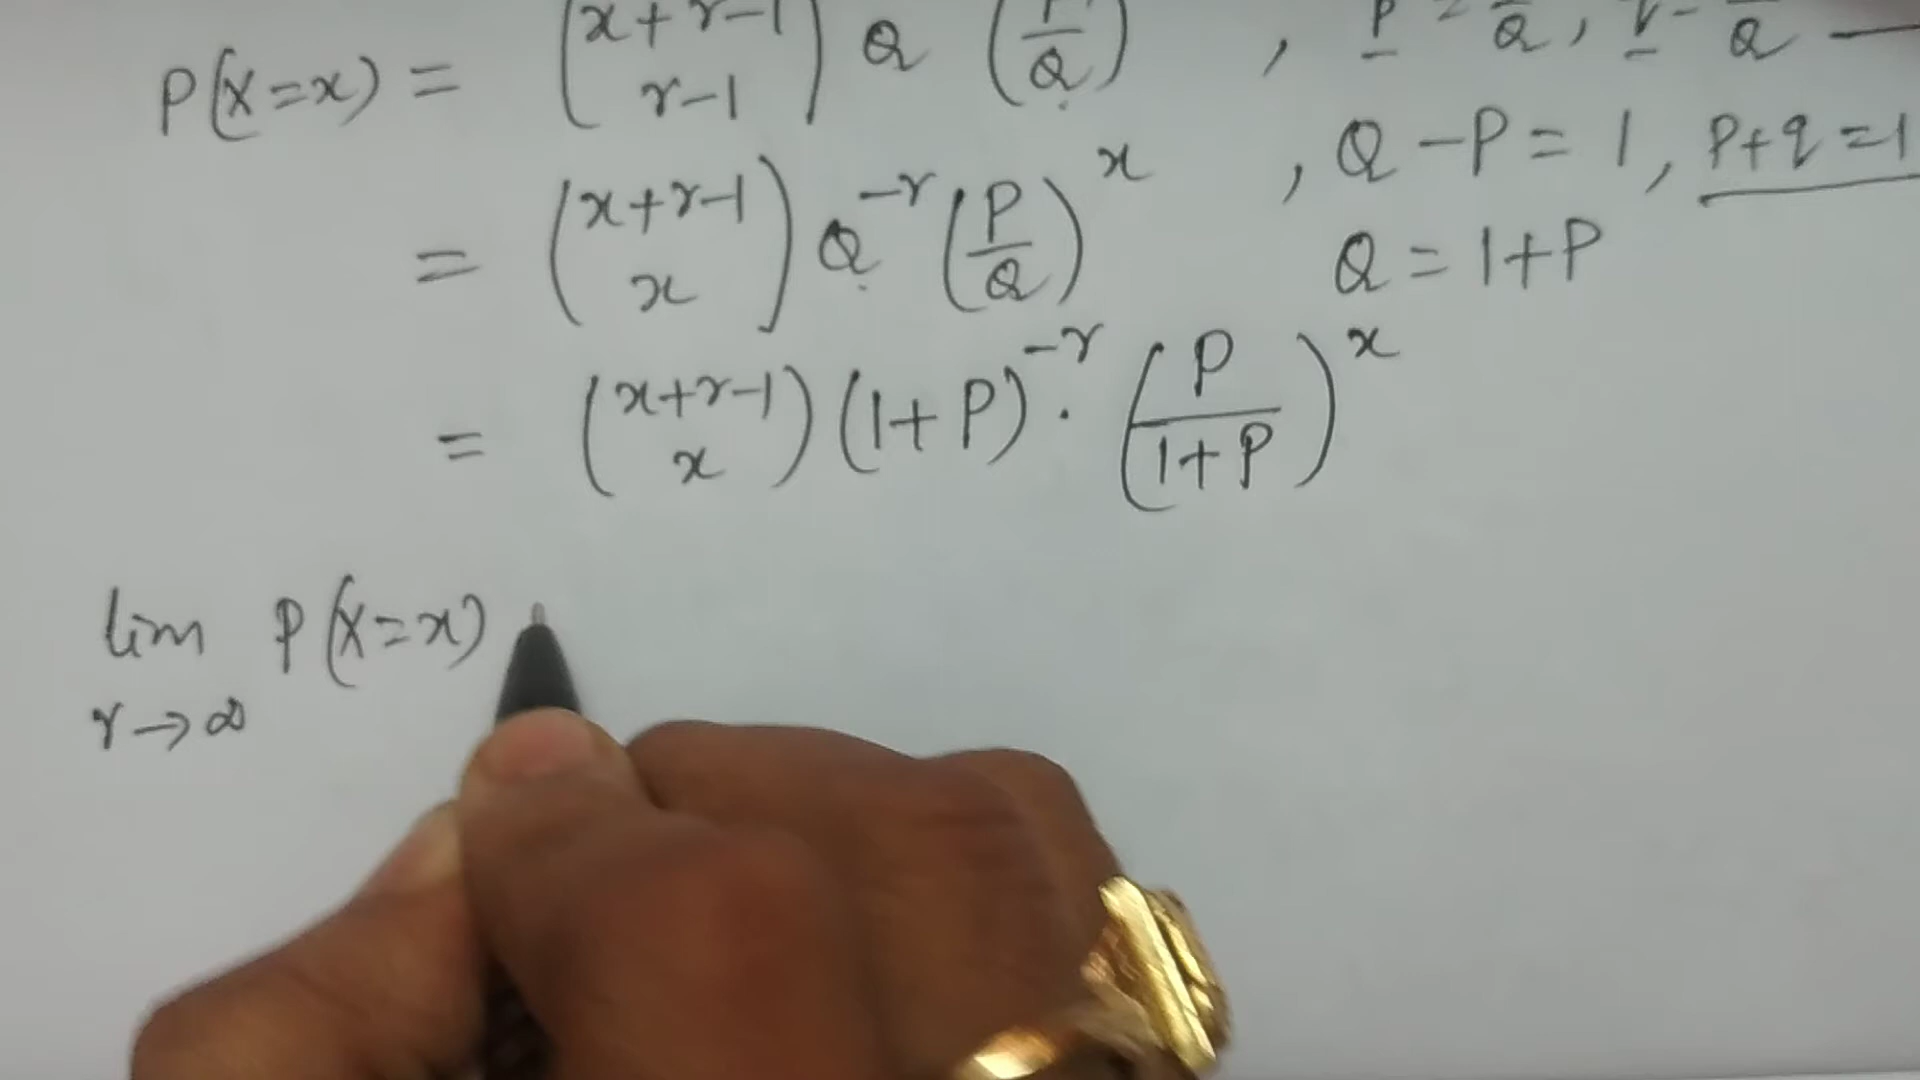 P(X=x) = (x+r-1 r-1) Q (P/Q) , p = /Q, q = /Q —
= (x+r-1 x) Q^-r (P/Q)^x , Q - P = 1, p+q=1
Q = 1+P
= (x+r-1 x) (1+P)^-r . (P/1+P)^x
lim P(X=x)
r→∞